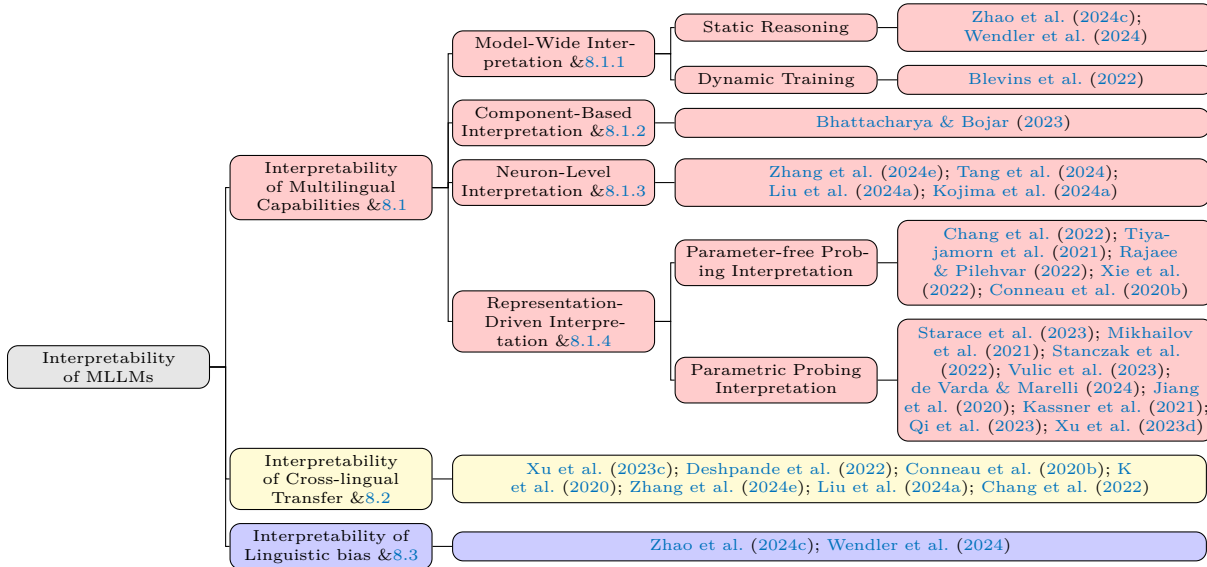 Interpretability
of MLLMs
Interpretability
of Multilingual
Capabilities &8.1
Model-Wide Inter-
pretation &8.1.1
Static Reasoning
Zhao et al. (2024c);
Wendler et al. (2024)
Dynamic Training
Blevins et al. (2022)
Component-Based
Interpretation &8.1.2
Bhattacharya & Bojar (2023)
Neuron-Level
Interpretation &8.1.3
Zhang et al. (2024e); Tang et al. (2024);
Liu et al. (2024a); Kojima et al. (2024a)
Representation-
Driven Interpre-
tation &8.1.4
Parameter-free Prob-
ing Interpretation
Chang et al. (2022); Tiya-
jamorn et al. (2021); Rajaee
& Pilehvar (2022); Xie et al.
(2022); Conneau et al. (2020b)
Parametric Probing
Interpretation
Starace et al. (2023); Mikhailov
et al. (2021); Stanczak et al.
(2022); Vulic et al. (2023);
de Varda & Marelli (2024); Jiang
et al. (2020); Kassner et al. (2021);
Qi et al. (2023); Xu et al. (2023d)
Interpretability
of Cross-lingual
Transfer &8.2
Xu et al. (2023c); Deshpande et al. (2022); Conneau et al. (2020b); K
et al. (2020); Zhang et al. (2024e); Liu et al. (2024a); Chang et al. (2022)
Interpretability of
Linguistic bias &8.3
Zhao et al. (2024c); Wendler et al. (2024)